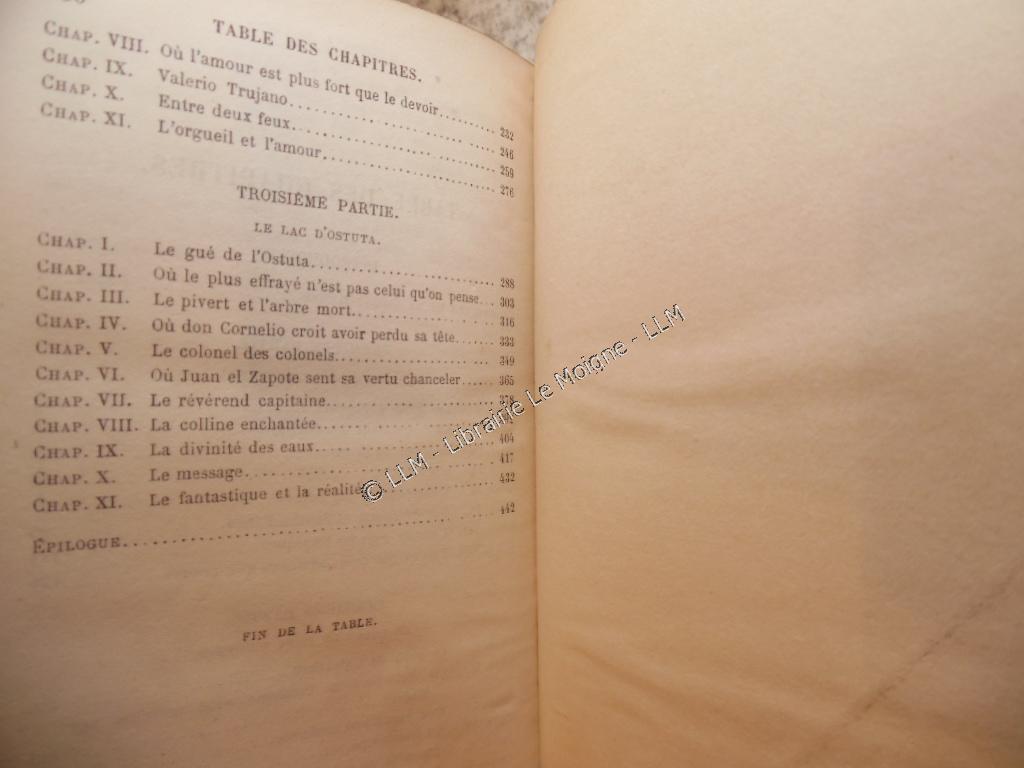 TABLE DES CHAPITRES.
CHAP. VIII. Où l'amour est plus fort que le devoir.......... 232
CHAP. IX. Valerio Trujano.......... 246
CHAP. X. Entre deux feux.......... 259
CHAP. XI. L'orgueil et l'amour.......... 276
TROISIÈME PARTIE.
LE LAC D'OSTUTA.
CHAP. I. Le gué de l'Ostuta.......... 288
CHAP. II. Où le plus effrayé n'est pas celui qu'on pense... 303
CHAP. III. Le pivert et l'arbre mort.......... 316
CHAP. IV. Où don Cornelio croit avoir perdu sa tête...... 333
CHAP. V. Le colonel des colonels.......... 349
CHAP. VI. Où Juan el Zapote sent sa vertu chanceler...... 365
CHAP. VII. Le révérend capitaine.......... 378
CHAP. VIII. La colline enchantée..........
CHAP. IX. La divinité des eaux.......... 404
CHAP. X. Le message.......... 417
CHAP. XI. Le fantastique et la réalité.......... 432
ÉPILOGUE.......... 442
FIN DE LA TABLE.
© LLM - Librairie Le Moigne - LLM